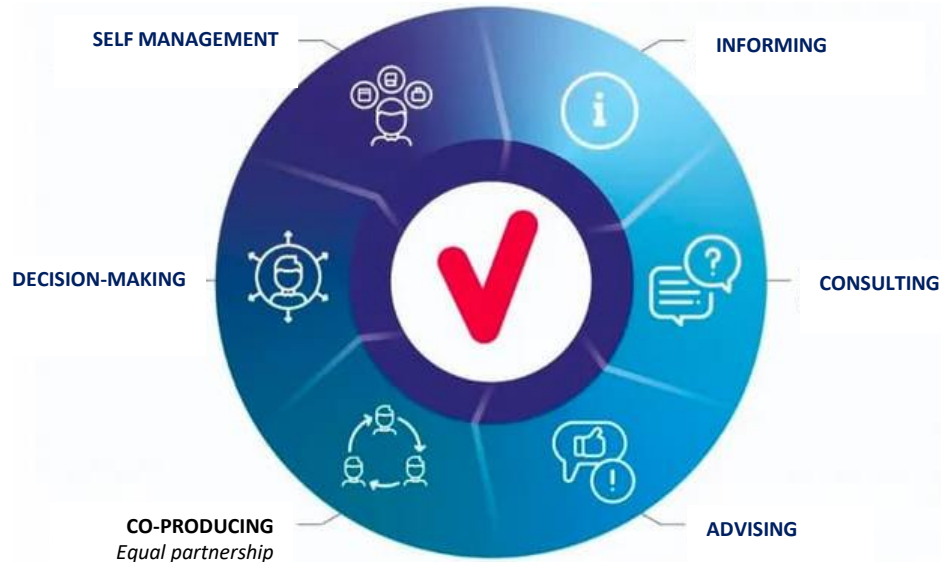 SELF MANAGEMENT
INFORMING
i
DECISION-MAKING
?
CONSULTING
!
CO-PRODUCING
Equal partnership
ADVISING